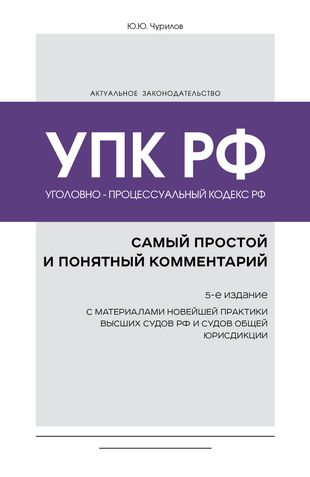 Ю.Ю. Чурилов
АКТУАЛЬНОЕ ЗАКОНОДАТЕЛЬСТВО
УПК РФ
УГОЛОВНО - ПРОЦЕССУАЛЬНЫЙ КОДЕКС РФ
САМЫЙ ПРОСТОЙ
И ПОНЯТНЫЙ КОММЕНТАРИЙ
5-е издание
С МАТЕРИАЛАМИ НОВЕЙШЕЙ ПРАКТИКИ
ВЫСШИХ СУДОВ РФ И СУДОВ ОБЩЕЙ
ЮРИСДИКЦИИ